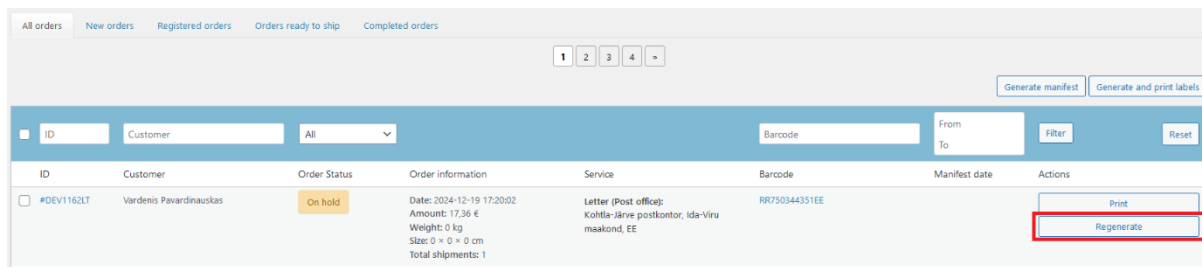 All orders New orders Registered orders Orders ready to ship Completed orders
1 2 3 4 »
Generate manifest Generate and print labels
ID Customer All Barcode From To Filter Reset
ID Customer Order Status Order information Service Barcode Manifest date Actions
#DEV1162LT Vardenis Pavardinauskas On hold Date: 2024-12-19 17:20:02 Letter (Post office): RR750344351EE Print
Amount: 17,36 € Kohtla-Järve postkontor, Ida-Viru
Weight: 0 kg maakond, EE Regenerate
Size: 0 × 0 × 0 cm
Total shipments: 1